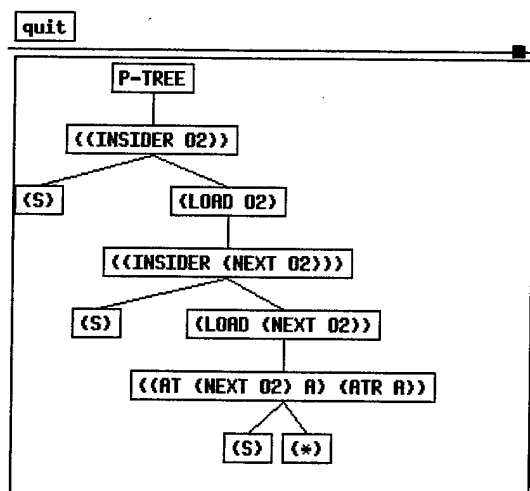 quit
P-TREE
((INSIDER O2))
(S) (LOAD O2)
((INSIDER (NEXT O2)))
(S) (LOAD (NEXT O2))
((AT (NEXT O2) A) (ATR A))
(S) (*)